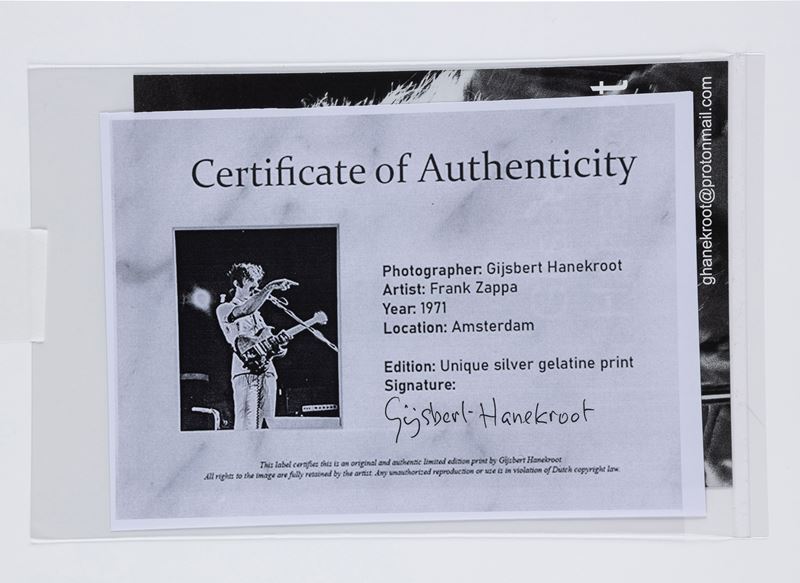 Certificate of Authenticity
Photographer: Gijsbert Hanekroot
Artist: Frank Zappa
Year: 1971
Location: Amsterdam
Edition: Unique silver gelatine print
Signature:
Gijsbert Hanekroot
This label certifies this is an original and authentic limited edition print by Gijsbert Hanekroot
All rights to the image are fully retained by the artist. Any unauthorized reproduction or use is in violation of Dutch copyright law.
t
ghanekroot@protonmail.com